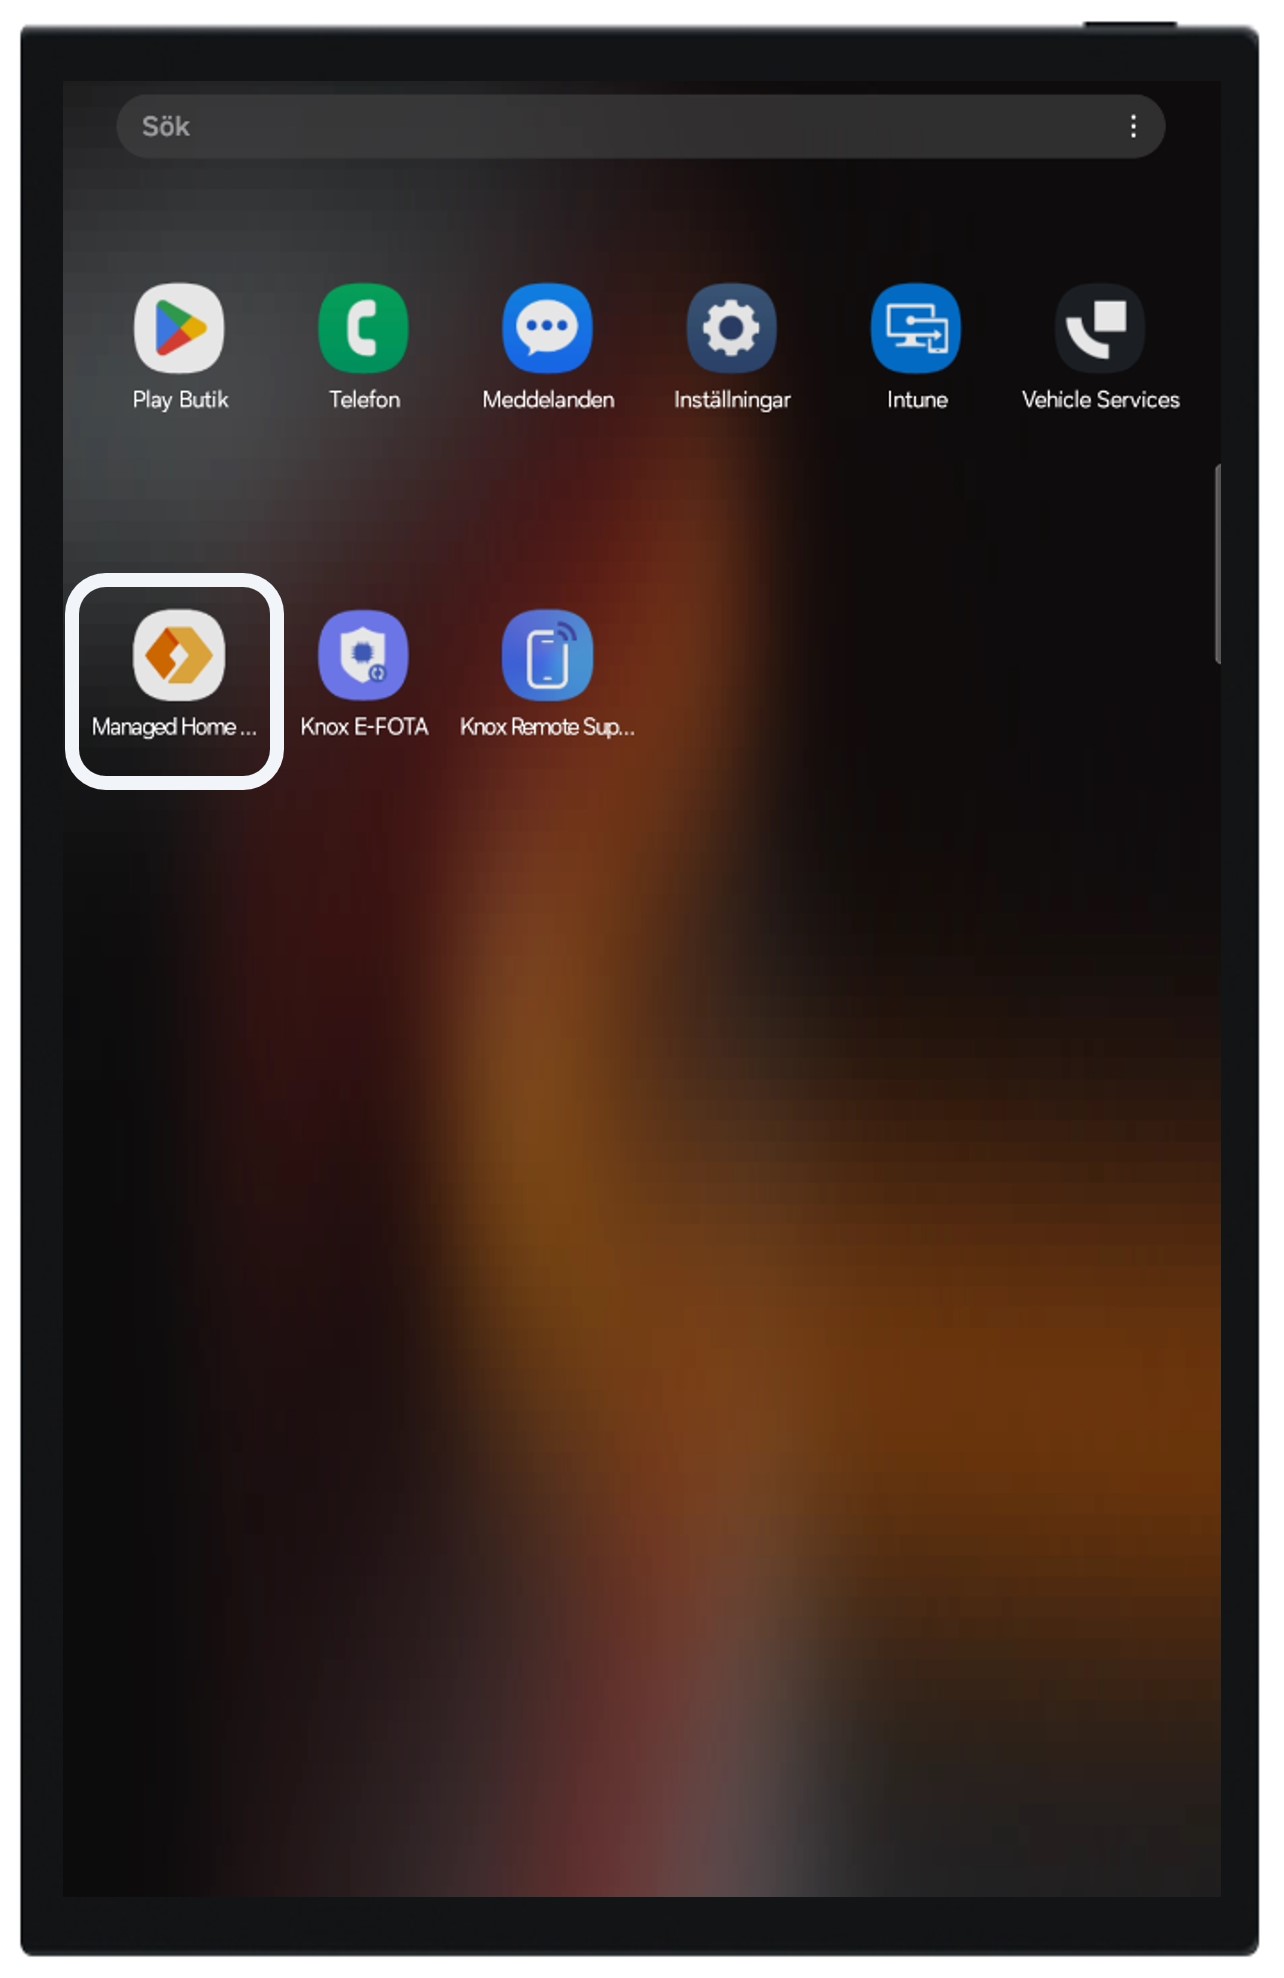 Sök
Play Butik
Telefon
Meddelanden
Inställningar
Intune
Vehicle Services
Managed Home ...
Knox E-FOTA
Knox Remote Sup...